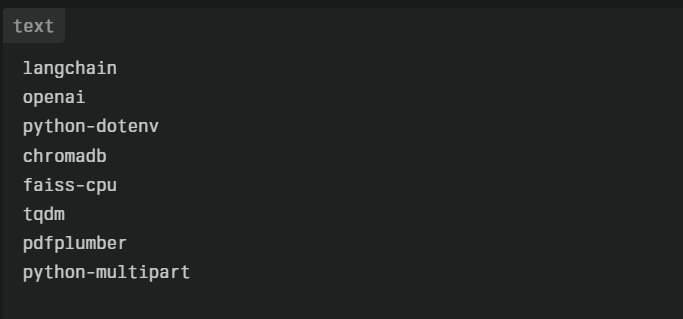 text
langchain
openai
python-dotenv
chromadb
faiss-cpu
tqdm
pdfplumber
python-multipart